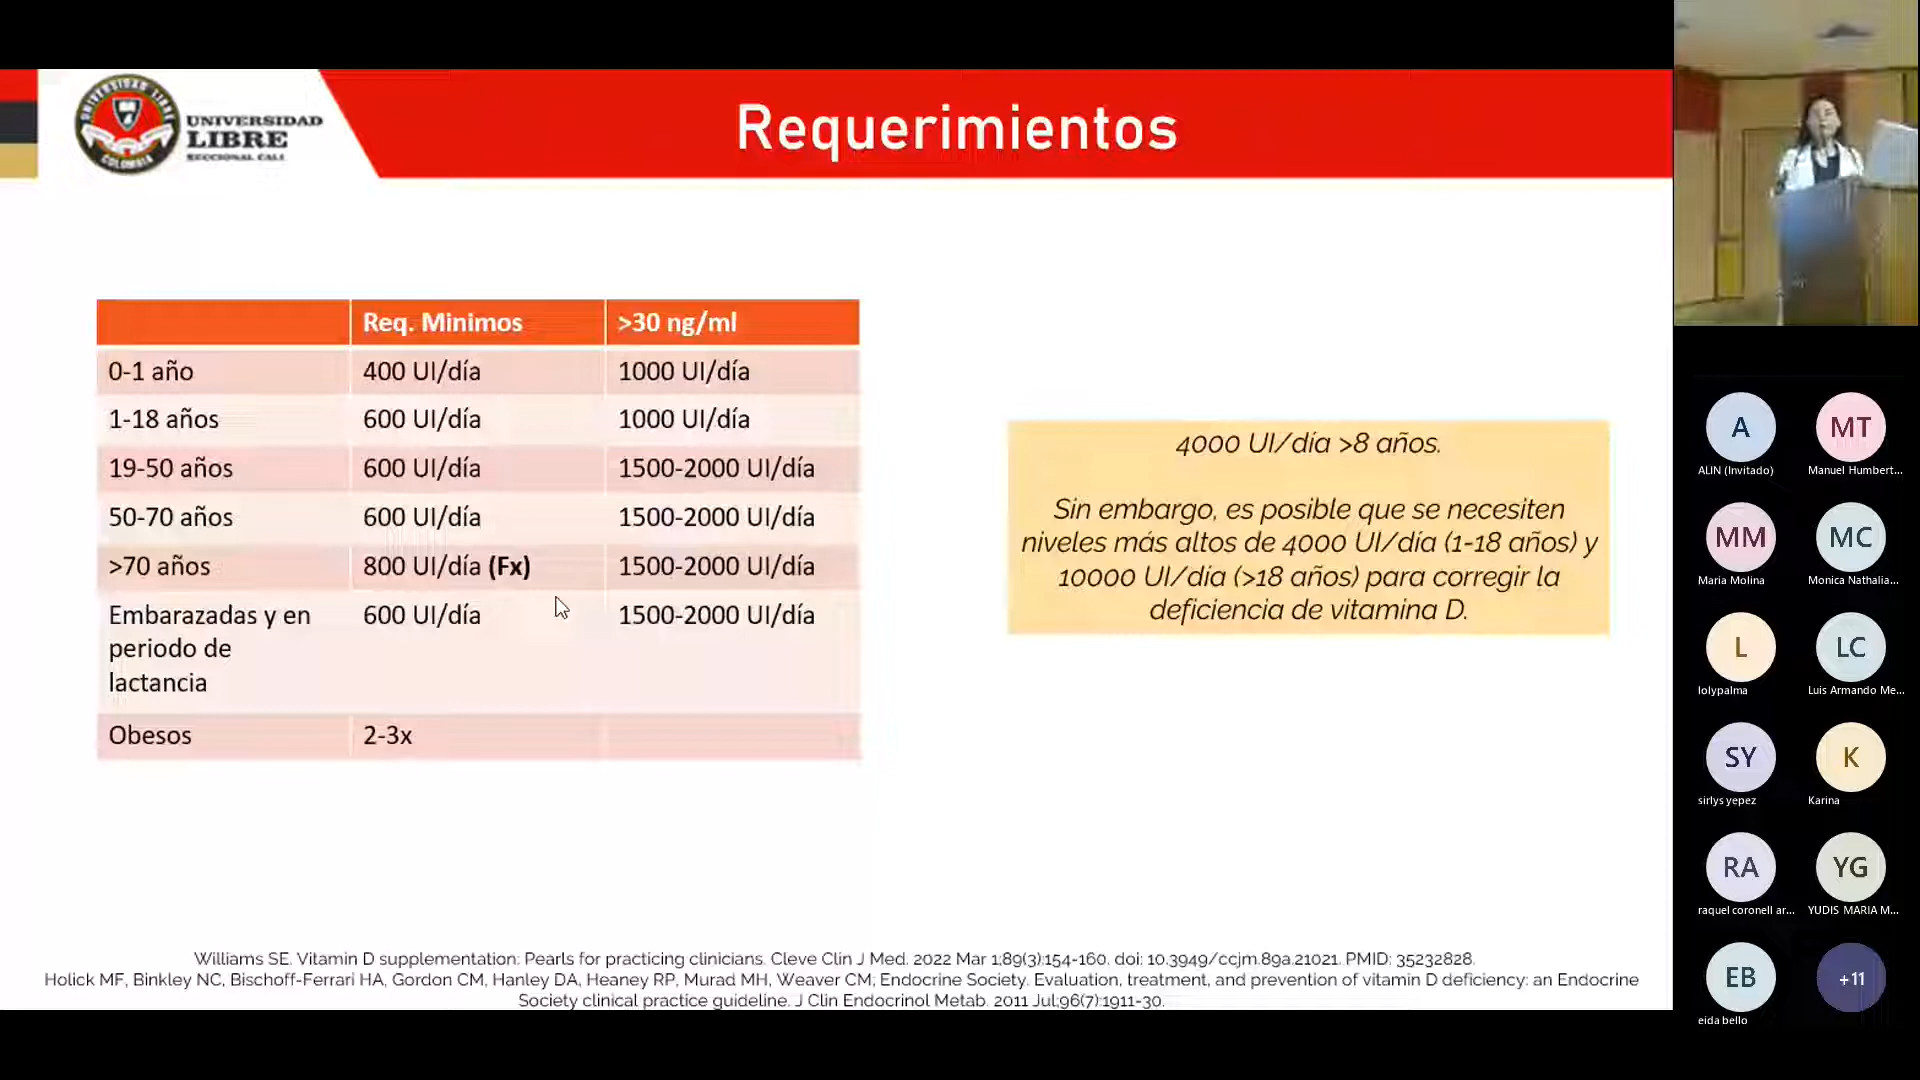 UNIVERSIDAD LIBRE
COLOMBIA
UNIVERSIDAD
LIBRE
SECCIONAL CALI
Requerimientos
Req. Minimos >30 ng/ml
0-1 año 400 UI/día 1000 UI/día
1-18 años 600 UI/día 1000 UI/día
19-50 años 600 UI/día 1500-2000 UI/día
50-70 años 600 UI/día 1500-2000 UI/día
>70 años 800 UI/día (Fx) 1500-2000 UI/día
Embarazadas y en 600 UI/día 1500-2000 UI/día
periodo de
lactancia
Obesos 2-3x
4000 UI/día >8 años.
Sin embargo, es posible que se necesiten
niveles más altos de 4000 UI/día (1-18 años) y
10000 UI/día (>18 años) para corregir la
deficiencia de vitamina D.
Williams SE. Vitamin D supplementation: Pearls for practicing clinicians. Cleve Clin J Med. 2022 Mar 1;89(3):154-160. doi: 10.3949/ccjm.89a.21021. PMID: 35232828.
Holick MF, Binkley NC, Bischoff-Ferrari HA, Gordon CM, Hanley DA, Heaney RP, Murad MH, Weaver CM; Endocrine Society. Evaluation, treatment, and prevention of vitamin D deficiency: an Endocrine
Society clinical practice guideline. J Clin Endocrinol Metab. 2011 Jul;96(7):1911-30.
A MT
ALIN (Invitado) Manuel Humbert...
MM MC
Maria Molina Monica Nathalia...
L LC
lolypalma Luis Armando Me...
SY K
sirlys yepez Karina
RA YG
raquel coronell ar... YUDIS MARIA M...
EB +11
eida bello